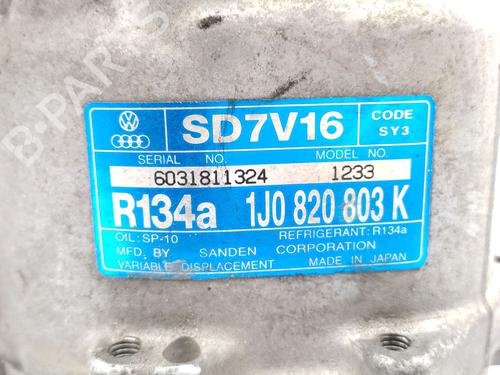 SD7V16
CODE
SY3
SERIAL NO. MODEL NO.
6031811324 1233
R134a 1J0 820 803 K
OIL:SP-10 REFRIGERANT:R134a
MFD. BY SANDEN CORPORATION
VARIABLE DISPLACEMENT MADE IN JAPAN
B-PARTS